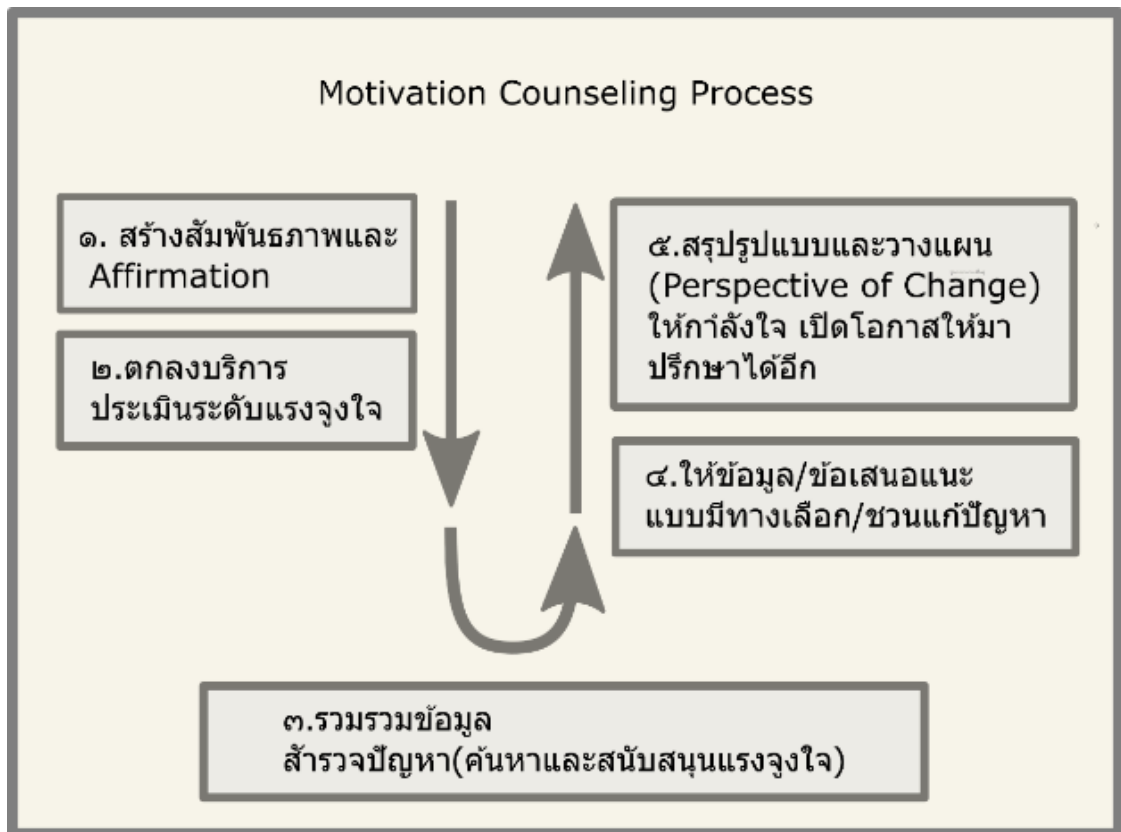 Motivation Counseling Process
๑. สร้างสัมพันธภาพและ
Affirmation
๒.ตกลงบริการ
ประเมินระดับแรงจูงใจ
๓.รวมรวมข้อมูล
สำรวจปัญหา(ค้นหาและสนับสนุนแรงจูงใจ)
๔.ให้ข้อมูล/ข้อเสนอแนะ
แบบมีทางเลือก/ชวนแก้ปัญหา
๕.สรุปรูปแบบและวางแผน
(Perspective of Change)
ให้กำลังใจ เปิดโอกาสให้มา
ปรึกษาได้อีก